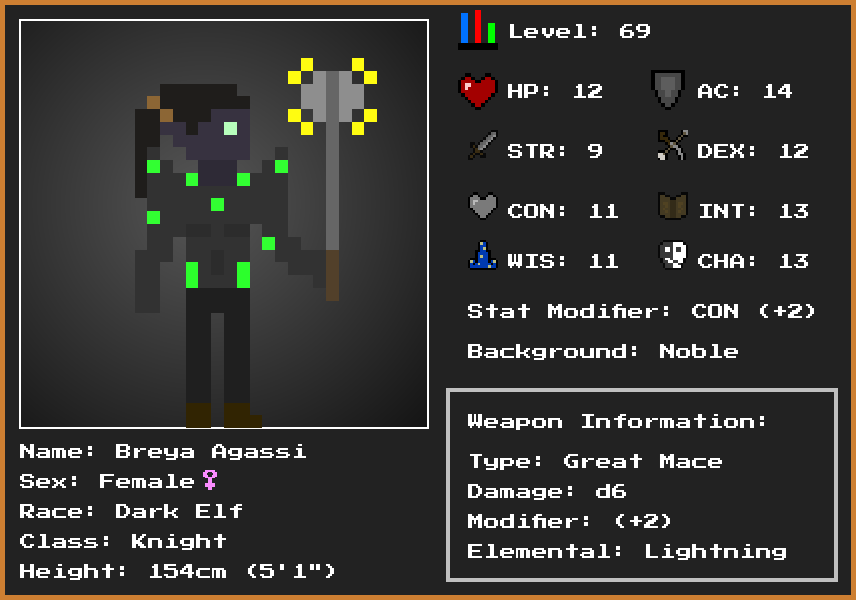 Level: 69
HP: 12 AC: 14
STR: 9 DEX: 12
CON: 11 INT: 13
WIS: 11 CHA: 13
Stat Modifier: CON (+2)
Background: Noble
Weapon Information:
Type: Great Mace
Damage: d6
Modifier: (+2)
Elemental: Lightning
Name: Breya Agassi
Sex: Female♀
Race: Dark Elf
Class: Knight
Height: 154cm (5'1")